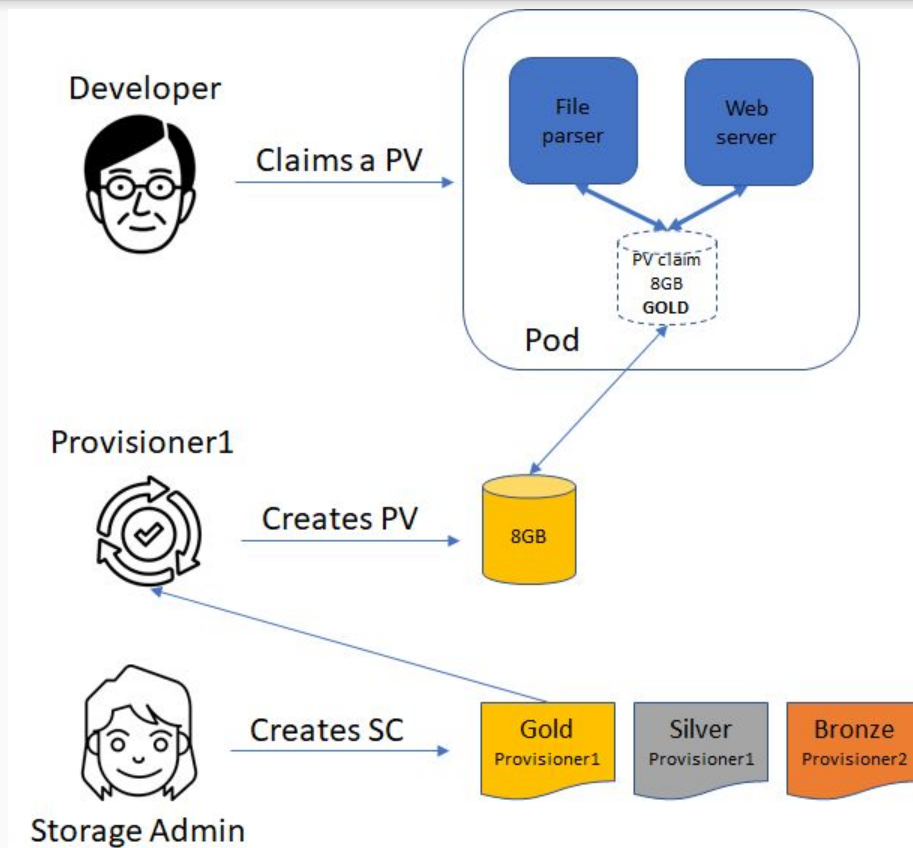 Developer
Claims a PV
File
parser
Web
server
PV claim
8GB
GOLD
Pod
Provisioner1
Creates PV
8GB
Creates SC
Gold
Provisioner1
Silver
Provisioner1
Bronze
Provisioner2
Storage Admin